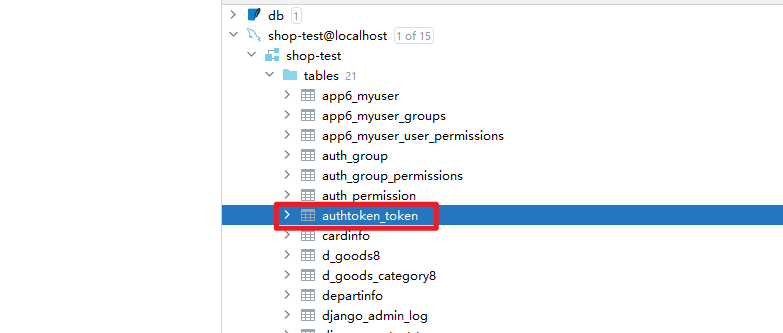 db 1
shop-test@localhost 1 of 15
shop-test
tables 21
app6_myuser
app6_myuser_groups
app6_myuser_user_permissions
auth_group
auth_group_permissions
auth_permission
authtoken_token
cardinfo
d_goods8
d_goods_category8
departinfo
django_admin_log